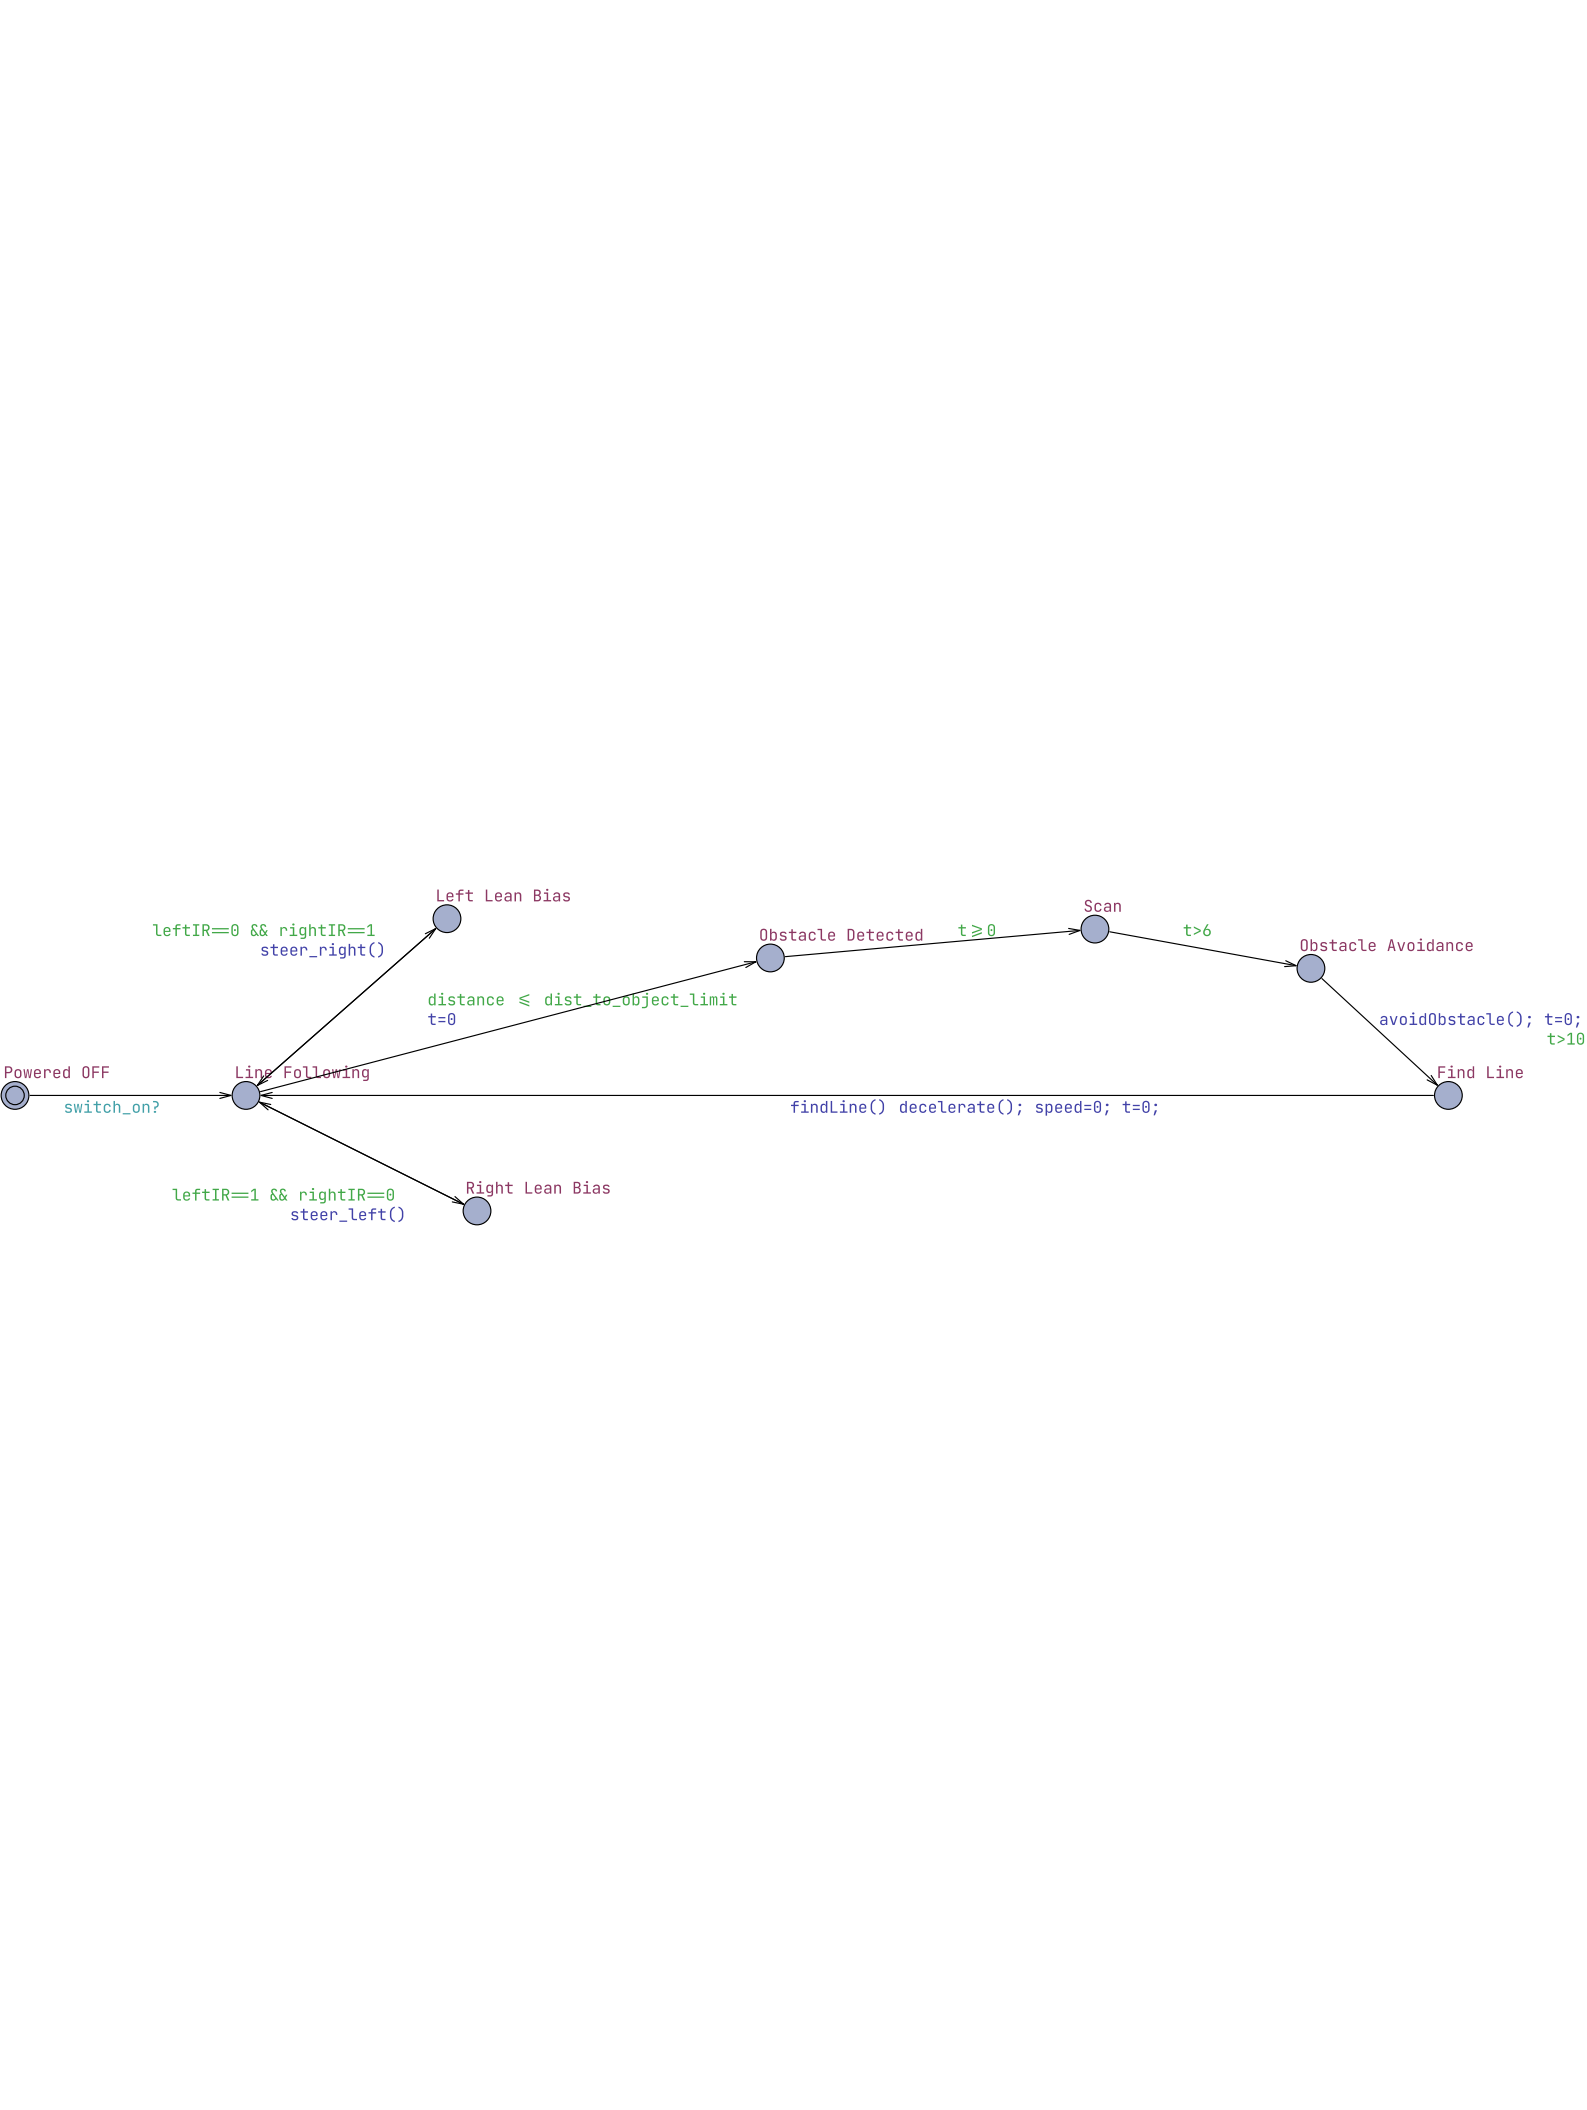 Left Lean Bias
leftIR==0 && rightIR==1
steer_right()
Obstacle Detected
t>=0
Scan
t>6
Obstacle Avoidance
distance <= dist_to_object_limit
t=0
avoidObstacle(); t=0;
t>10
Powered OFF
switch_on?
Line Following
findLine() decelerate(); speed=0; t=0;
Find Line
leftIR==1 && rightIR==0
steer_left()
Right Lean Bias